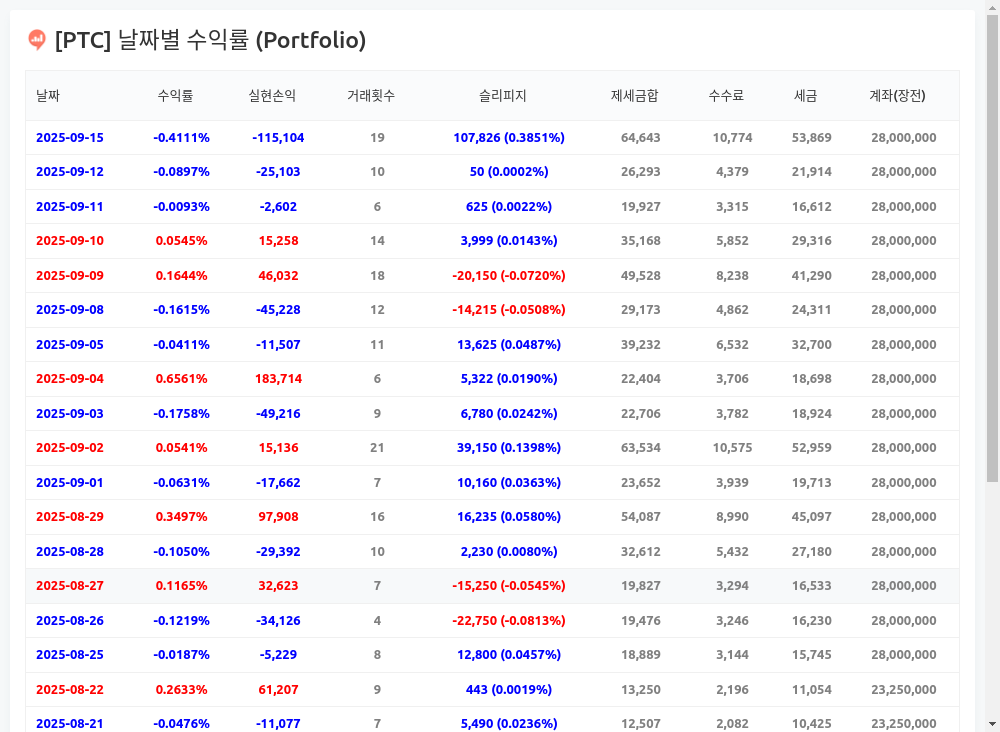 [PTC] 날짜별 수익률 (Portfolio)
날짜 수익률 실현손익 거래횟수 슬리피지 제세금합 수수료 세금 계좌(장전)
2025-09-15 -0.4111% -115,104 19 107,826 (0.3851%) 64,643 10,774 53,869 28,000,000
2025-09-12 -0.0897% -25,103 10 50 (0.0002%) 26,293 4,379 21,914 28,000,000
2025-09-11 -0.0093% -2,602 6 625 (0.0022%) 19,927 3,315 16,612 28,000,000
2025-09-10 0.0545% 15,258 14 3,999 (0.0143%) 35,168 5,852 29,316 28,000,000
2025-09-09 0.1644% 46,032 18 -20,150 (-0.0720%) 49,528 8,238 41,290 28,000,000
2025-09-08 -0.1615% -45,228 12 -14,215 (-0.0508%) 29,173 4,862 24,311 28,000,000
2025-09-05 -0.0411% -11,507 11 13,625 (0.0487%) 39,232 6,532 32,700 28,000,000
2025-09-04 0.6561% 183,714 6 5,322 (0.0190%) 22,404 3,706 18,698 28,000,000
2025-09-03 -0.1758% -49,216 9 6,780 (0.0242%) 22,706 3,782 18,924 28,000,000
2025-09-02 0.0541% 15,136 21 39,150 (0.1398%) 63,534 10,575 52,959 28,000,000
2025-09-01 -0.0631% -17,662 7 10,160 (0.0363%) 23,652 3,939 19,713 28,000,000
2025-08-29 0.3497% 97,908 16 16,235 (0.0580%) 54,087 8,990 45,097 28,000,000
2025-08-28 -0.1050% -29,392 10 2,230 (0.0080%) 32,612 5,432 27,180 28,000,000
2025-08-27 0.1165% 32,623 7 -15,250 (-0.0545%) 19,827 3,294 16,533 28,000,000
2025-08-26 -0.1219% -34,126 4 -22,750 (-0.0813%) 19,476 3,246 16,230 28,000,000
2025-08-25 -0.0187% -5,229 8 12,800 (0.0457%) 18,889 3,144 15,745 28,000,000
2025-08-22 0.2633% 61,207 9 443 (0.0019%) 13,250 2,196 11,054 23,250,000
2025-08-21 -0.0476% -11,077 7 5,490 (0.0236%) 12,507 2,082 10,425 23,250,000